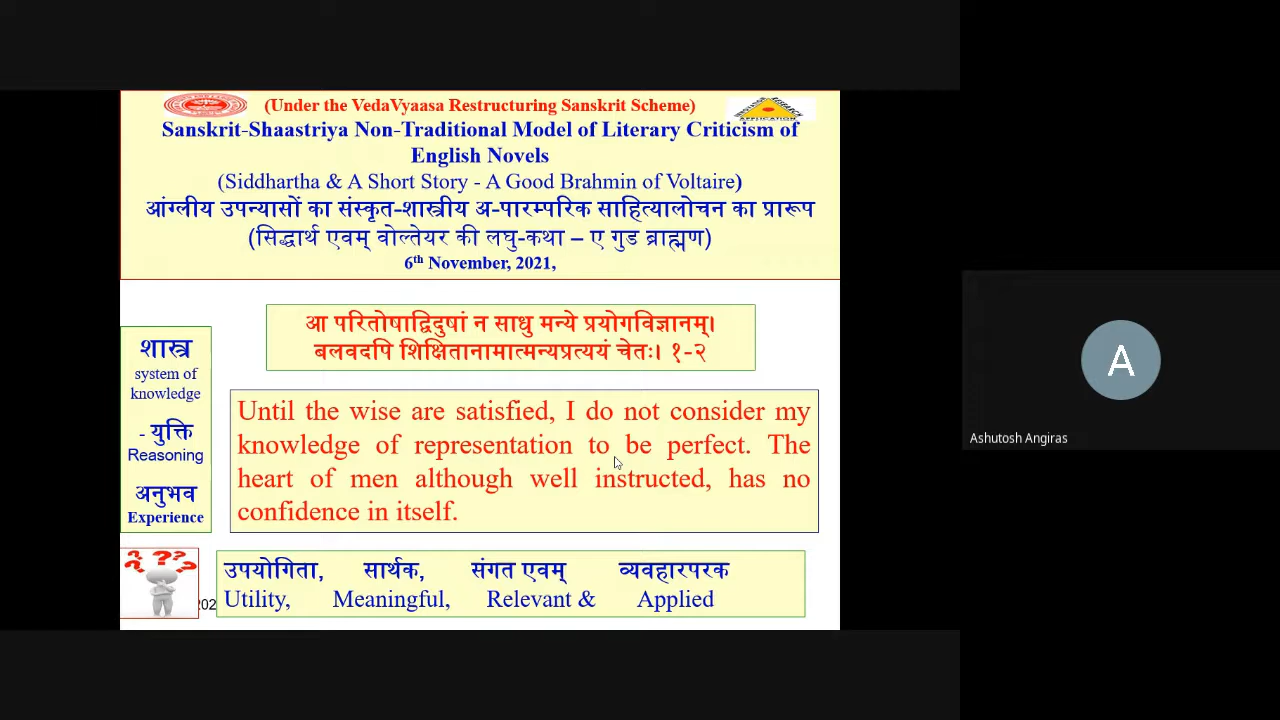 (Under the VedaVyaasa Restructuring Sanskrit Scheme)
Sanskrit-Shaastriya Non-Traditional Model of Literary Criticism of
English Novels
(Siddhartha & A Short Story - A Good Brahmin of Voltaire)
आंग्लीय उपन्यासों का संस्कृत-शास्त्रीय अ-पारम्परिक साहित्यालोचन का प्रारूप
(सिद्धार्थ एवम् वोल्तेयर की लघु-कथा – ए गुड ब्राह्मण)
6th November, 2021,
आ परितोषाद्विदुषां न साधु मन्ये प्रयोगविज्ञानम्।
बलवदपि शिक्षितानामात्मन्यप्रत्ययं चेतः। १-२
शास्त्र
system of
knowledge
- युक्ति
Reasoning
अनुभव
Experience
Until the wise are satisfied, I do not consider my
knowledge of representation to be perfect. The
heart of men although well instructed, has no
confidence in itself.
उपयोगिता, सार्थक, संगत एवम् व्यवहारपरक
Utility, Meaningful, Relevant & Applied
202
A
Ashutosh Angiras